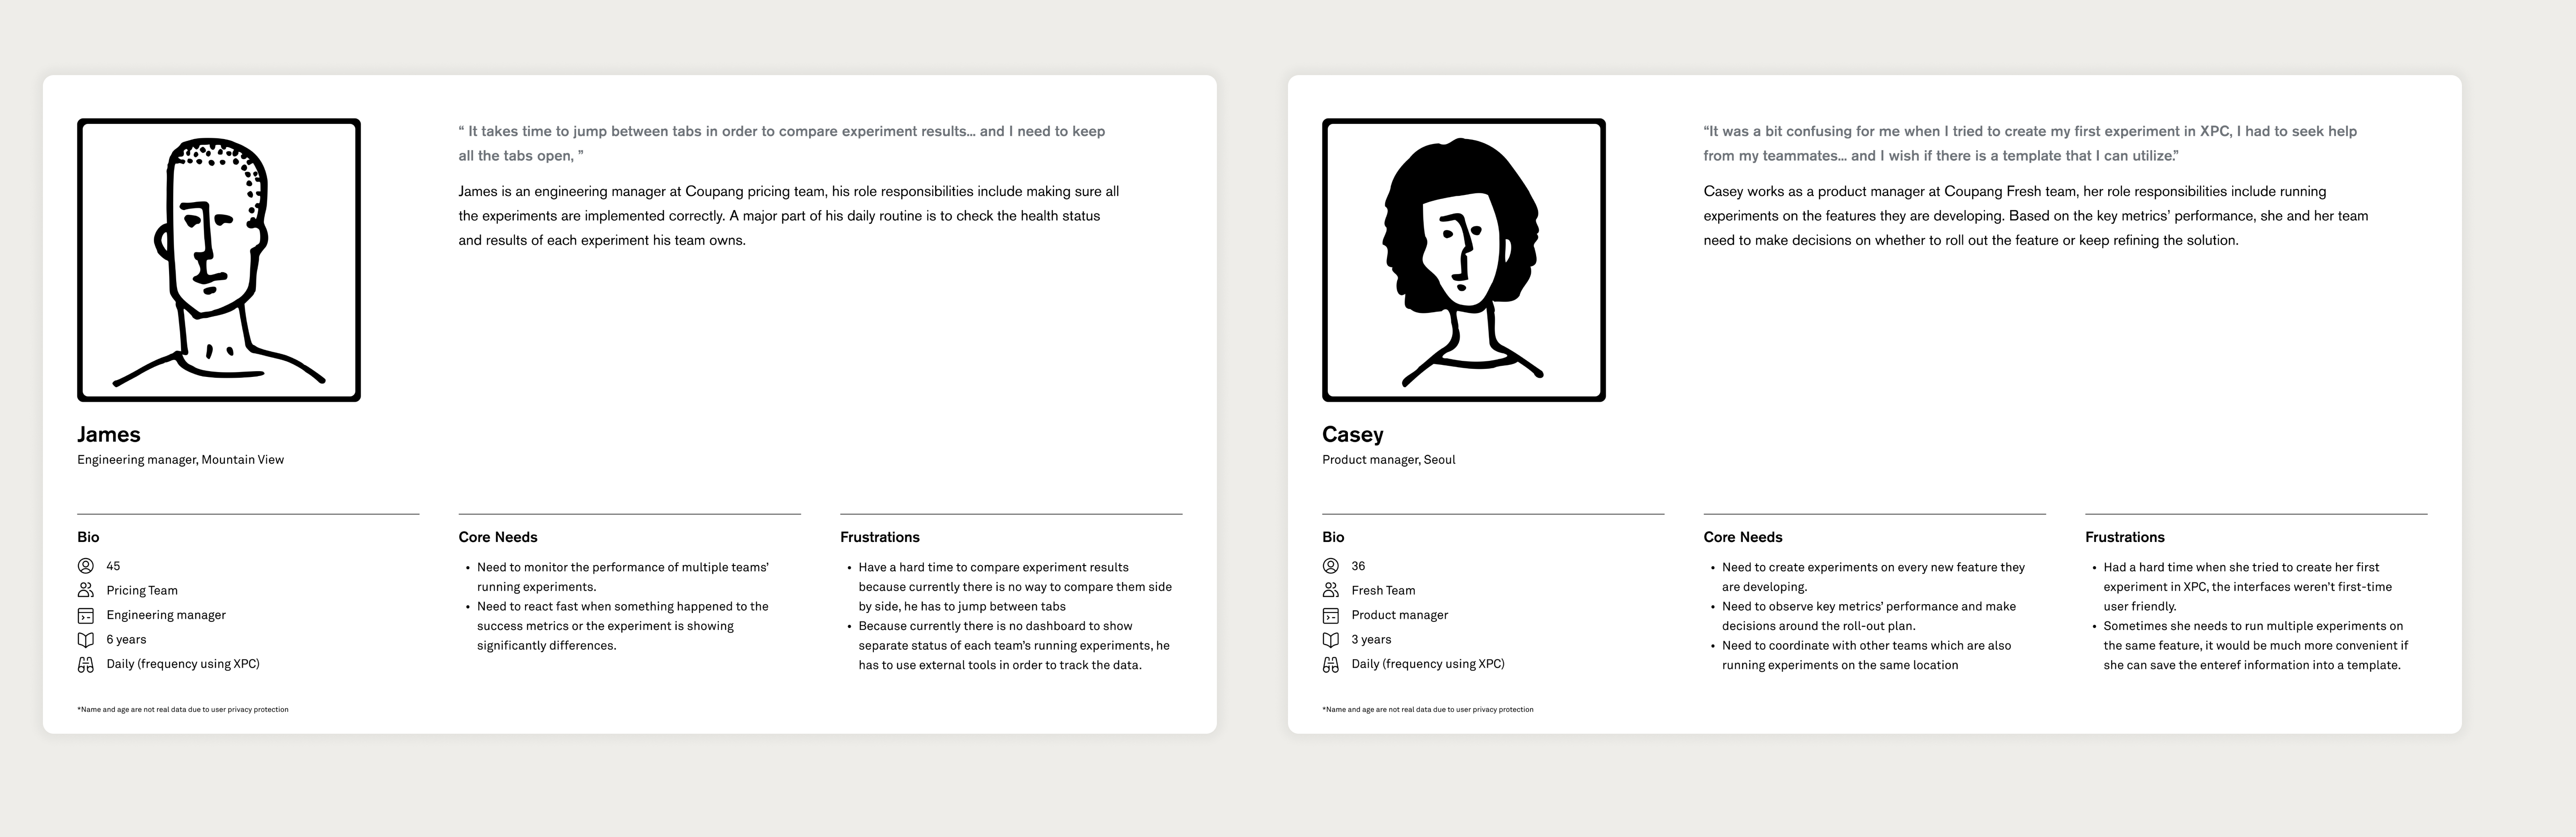 “ It takes time to jump between tabs in order to compare experiment results... and I need to keep
all the tabs open, ”
James is an engineering manager at Coupang pricing team, his role responsibilities include making sure all
the experiments are implemented correctly. A major part of his daily routine is to check the health status
and results of each experiment his team owns.
James
Engineering manager, Mountain View
Bio
45
Pricing Team
Engineering manager
6 years
Daily (frequency using XPC)
Core Needs
• Need to monitor the performance of multiple teams’
running experiments.
• Need to react fast when something happened to the
success metrics or the experiment is showing
significantly differences.
Frustrations
• Have a hard time to compare experiment results
because currently there is no way to compare them side
by side, he has to jump between tabs
• Because currently there is no dashboard to show
separate status of each team’s running experiments, he
has to use external tools in order to track the data.
*Name and age are not real data due to user privacy protection
“It was a bit confusing for me when I tried to create my first experiment in XPC, I had to seek help
from my teammates... and I wish if there is a template that I can utilize.”
Casey works as a product manager at Coupang Fresh team, her role responsibilities include running
experiments on the features they are developing. Based on the key metrics’ performance, she and her team
need to make decisions on whether to roll out the feature or keep refining the solution.
Casey
Product manager, Seoul
Bio
36
Fresh Team
Product manager
3 years
Daily (frequency using XPC)
Core Needs
• Need to create experiments on every new feature they
are developing.
• Need to observe key metrics’ performance and make
decisions around the roll-out plan.
• Need to coordinate with other teams which are also
running experiments on the same location
Frustrations
• Had a hard time when she tried to create her first
experiment in XPC, the interfaces weren’t first-time
user friendly.
• Sometimes she needs to run multiple experiments on
the same feature, it would be much more convenient if
she can save the enteref information into a template.
*Name and age are not real data due to user privacy protection